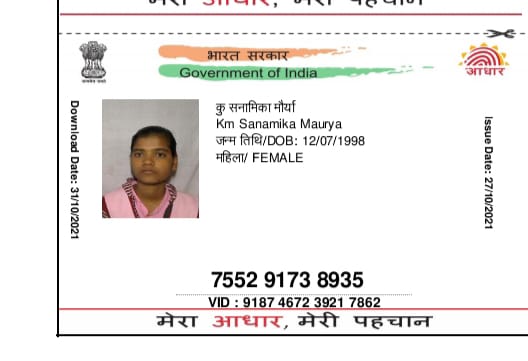 मेरा आधार, मेरी पहचान
भारत सरकार
Government of India
आधार
Download Date: 31/10/2021
कु सनामिका मौर्या
Km Sanamika Maurya
जन्म तिथि/DOB: 12/07/1998
महिला/ FEMALE
Issue Date: 27/10/2021
7552 9173 8935
VID : 9187 4672 3921 7862
मेरा आधार, मेरी पहचान